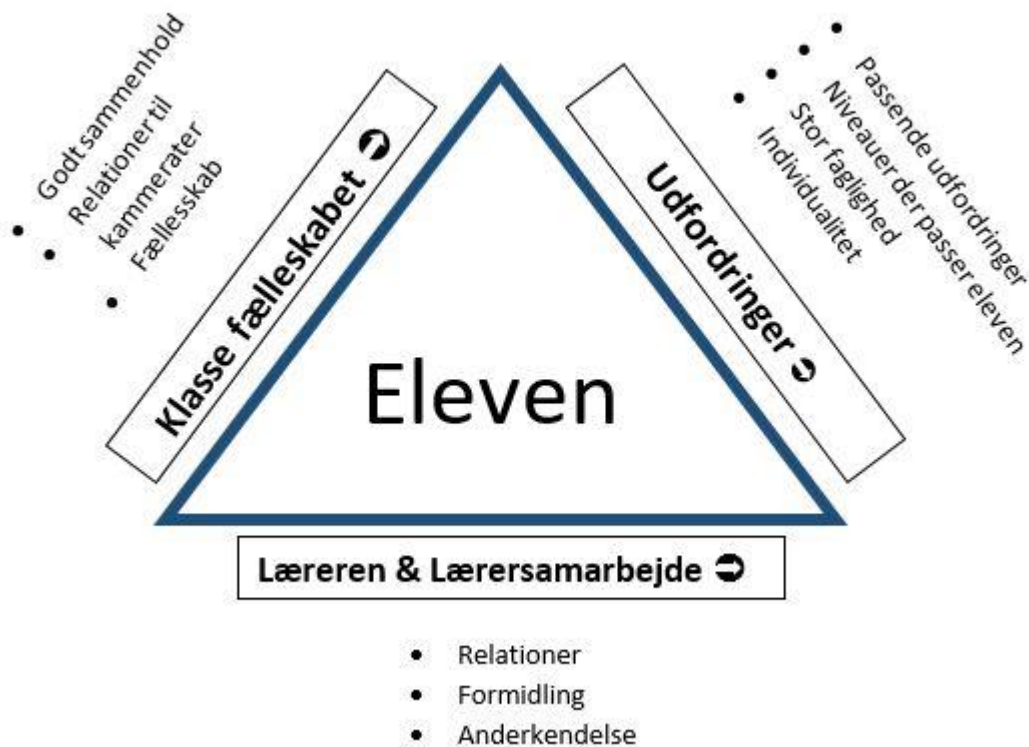 • Godt sammenhold
• Relationer til
kammerater
• Fællesskab
Klasse fælleskabet ➲
• Passende udfordringer
• Niveauer der passer eleven
• Stor faglighed
• Individualitet
Udfordringer ➲
Eleven
Læreren & Lærersamarbejde ➲
• Relationer
• Formidling
• Anderkendelse